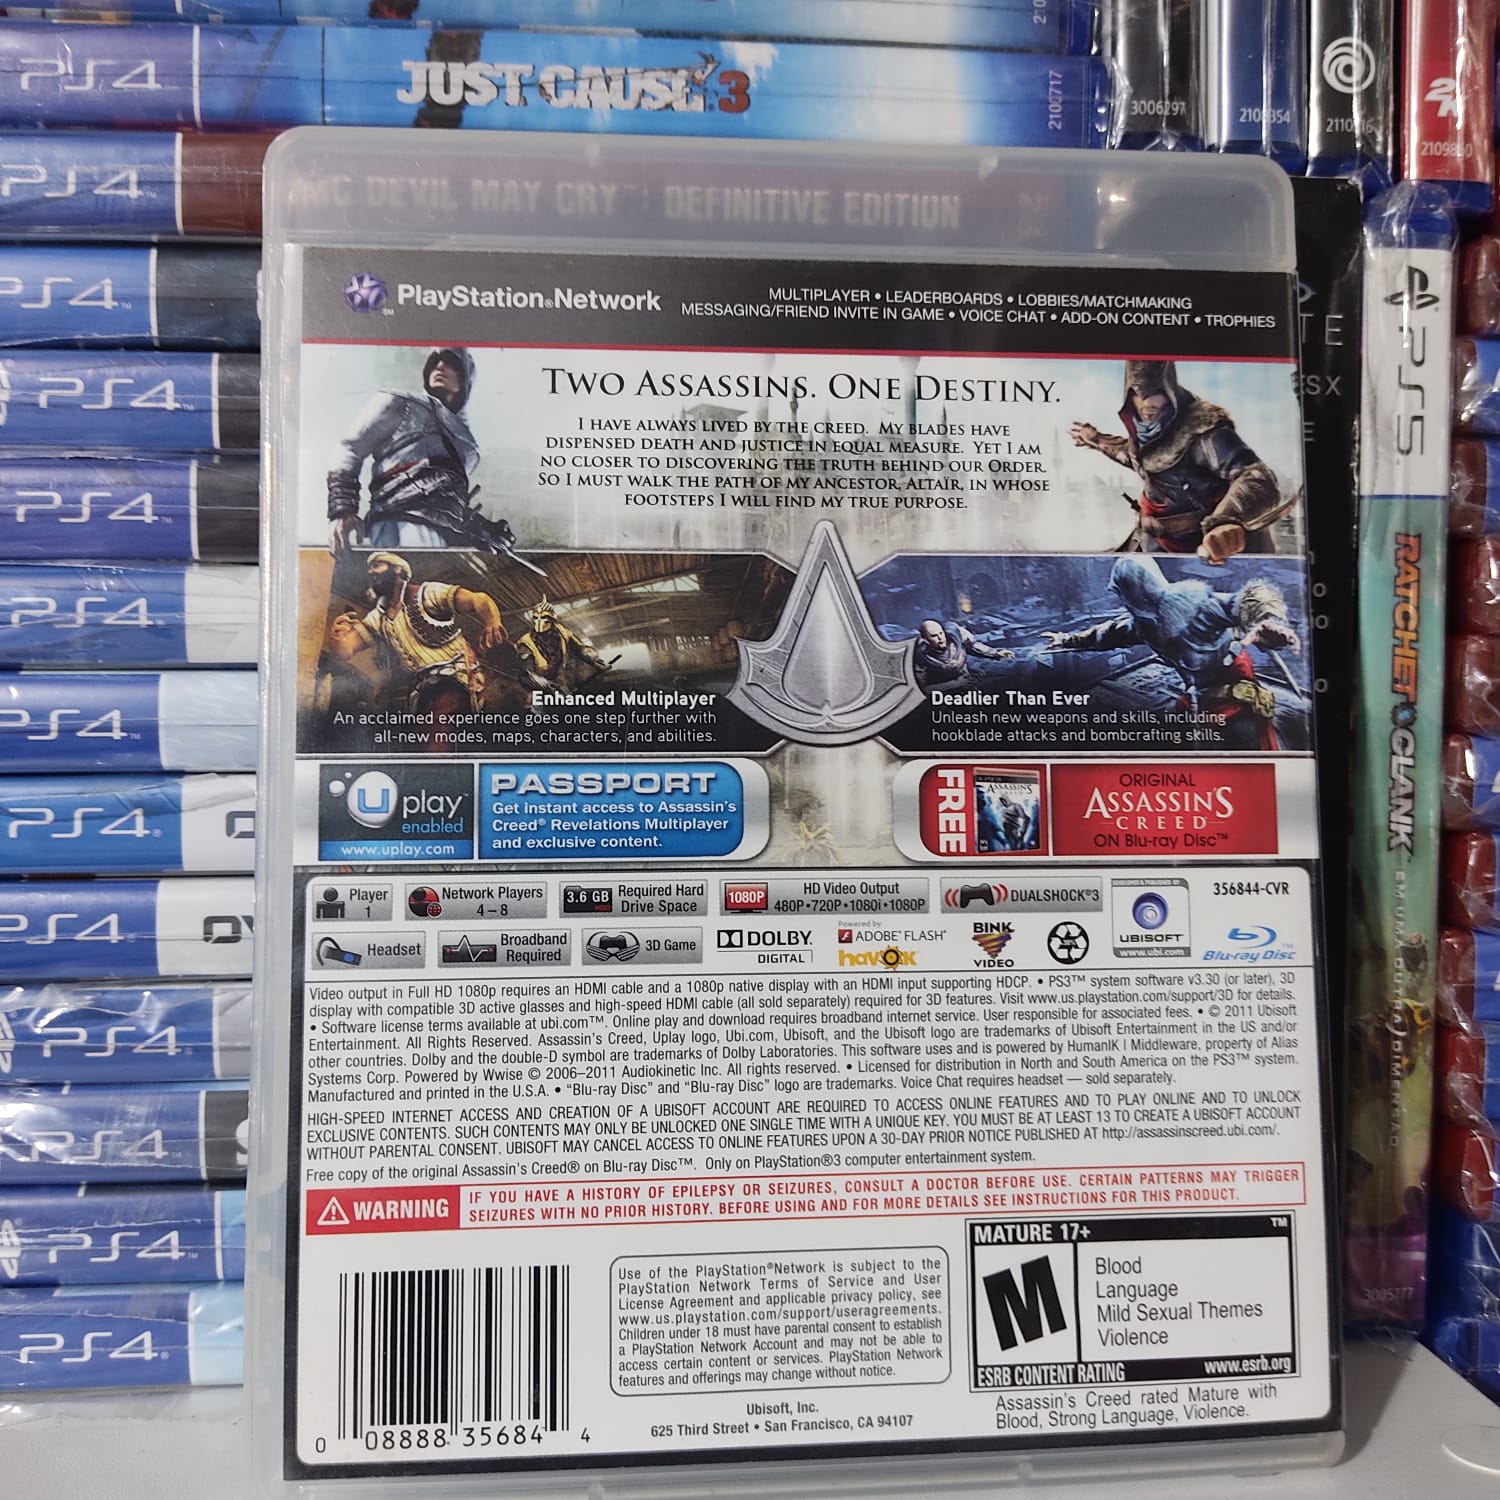 PS4
JUST CAUSE 3
2100717
3006297
2K
PS4
DEVIL MAY CRY™: DEFINITIVE EDITION
PS4
PS4
PS4
PS4
PS4
PS4
PS4
PS4
PS4
PS4
PS4
PS5
RATCHET CLANK
EM UMA OUTRA DIMENSÃO
3005777
PlayStation®Network
MULTIPLAYER • LEADERBOARDS • LOBBIES/MATCHMAKING
MESSAGING/FRIEND INVITE IN GAME • VOICE CHAT • ADD-ON CONTENT • TROPHIES
TWO ASSASSINS. ONE DESTINY.
I HAVE ALWAYS LIVED BY THE CREED. MY BLADES HAVE
DISPENSED DEATH AND JUSTICE IN EQUAL MEASURE. YET I AM
NO CLOSER TO DISCOVERING THE TRUTH BEHIND OUR ORDER.
SO I MUST WALK THE PATH OF MY ANCESTOR, ALTAÏR, IN WHOSE
FOOTSTEPS I WILL FIND MY TRUE PURPOSE.
Enhanced Multiplayer
An acclaimed experience goes one step further with
all-new modes, maps, characters, and abilities.
Deadlier Than Ever
Unleash new weapons and skills, including
hookblade attacks and bombcrafting skills.
Uplay™
enabled
www.uplay.com
PASSPORT
Get instant access to Assassin's
Creed® Revelations Multiplayer
and exclusive content.
FREE
ASSASSIN'S
ORIGINAL
ASSASSIN'S
CREED
ON Blu-ray Disc™
Player
1
Network Players
4 – 8
3.6 GB
HDD
Required Hard
Drive Space
1080P
HD Video Output
480P•720P•1080i•1080P
DUALSHOCK®3
UBISOFT
www.ubi.com
356844-CVR
Blu-ray Disc™
Headset
Broadband
Required
3D Game
DOLBY.
DIGITAL
Powered by
ADOBE® FLASH®
havok
BINK
VIDEO
Video output in Full HD 1080p requires an HDMI cable and a 1080p native display with an HDMI input supporting HDCP. • PS3™ system software v3.30 (or later), 3D
display with compatible 3D active glasses and high-speed HDMI cable (all sold separately) required for 3D features. Visit www.us.playstation.com/support/3D for details.
• Software license terms available at ubi.com™. Online play and download requires broadband internet service. User responsible for associated fees. • © 2011 Ubisoft
Entertainment. All Rights Reserved. Assassin's Creed, Uplay logo, Ubi.com, Ubisoft, and the Ubisoft logo are trademarks of Ubisoft Entertainment in the US and/or
other countries. Dolby and the double-D symbol are trademarks of Dolby Laboratories. This software uses and is powered by HumanIK | Middleware, property of Alias
Systems Corp. Powered by Wwise © 2006–2011 Audiokinetic Inc. All rights reserved. • Licensed for distribution in North and South America on the PS3™ system.
Manufactured and printed in the U.S.A. • "Blu-ray Disc" and "Blu-ray Disc" logo are trademarks. Voice Chat requires headset — sold separately.
HIGH-SPEED INTERNET ACCESS AND CREATION OF A UBISOFT ACCOUNT ARE REQUIRED TO ACCESS ONLINE FEATURES AND TO PLAY ONLINE AND TO UNLOCK
EXCLUSIVE CONTENTS. SUCH CONTENTS MAY ONLY BE UNLOCKED ONE SINGLE TIME WITH A UNIQUE KEY. YOU MUST BE AT LEAST 13 TO CREATE A UBISOFT ACCOUNT
WITHOUT PARENTAL CONSENT. UBISOFT MAY CANCEL ACCESS TO ONLINE FEATURES UPON A 30-DAY PRIOR NOTICE PUBLISHED AT http://assassinscreed.ubi.com/.
Free copy of the original Assassin's Creed® on Blu-ray Disc™. Only on PlayStation®3 computer entertainment system.
WARNING
IF YOU HAVE A HISTORY OF EPILEPSY OR SEIZURES, CONSULT A DOCTOR BEFORE USE. CERTAIN PATTERNS MAY TRIGGER
SEIZURES WITH NO PRIOR HISTORY. BEFORE USING AND FOR MORE DETAILS SEE INSTRUCTIONS FOR THIS PRODUCT.
0 08888 35684 4
Use of the PlayStation®Network is subject to the
PlayStation Network Terms of Service and User
License Agreement and applicable privacy policy, see
www.us.playstation.com/support/useragreements.
Children under 18 must have parental consent to establish
a PlayStation Network Account and may not be able to
access certain content or services. PlayStation Network
features and offerings may change without notice.
Ubisoft, Inc.
625 Third Street • San Francisco, CA 94107
MATURE 17+
TM
M
Blood
Language
Mild Sexual Themes
Violence
ESRB CONTENT RATING
www.esrb.org
Assassin's Creed rated Mature with
Blood, Strong Language, Violence.